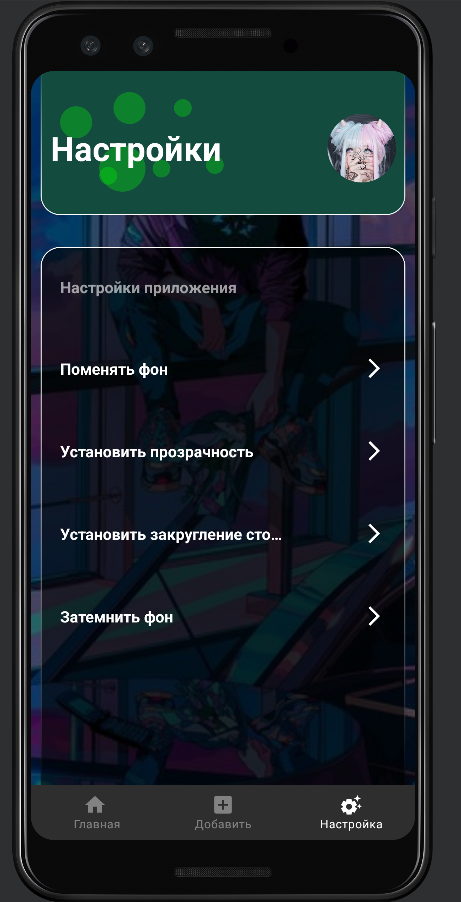 Настройки
Настройки приложения
Поменять фон
Установить прозрачность
Установить закругление сто...
Затемнить фон
Главная
Добавить
Настройка